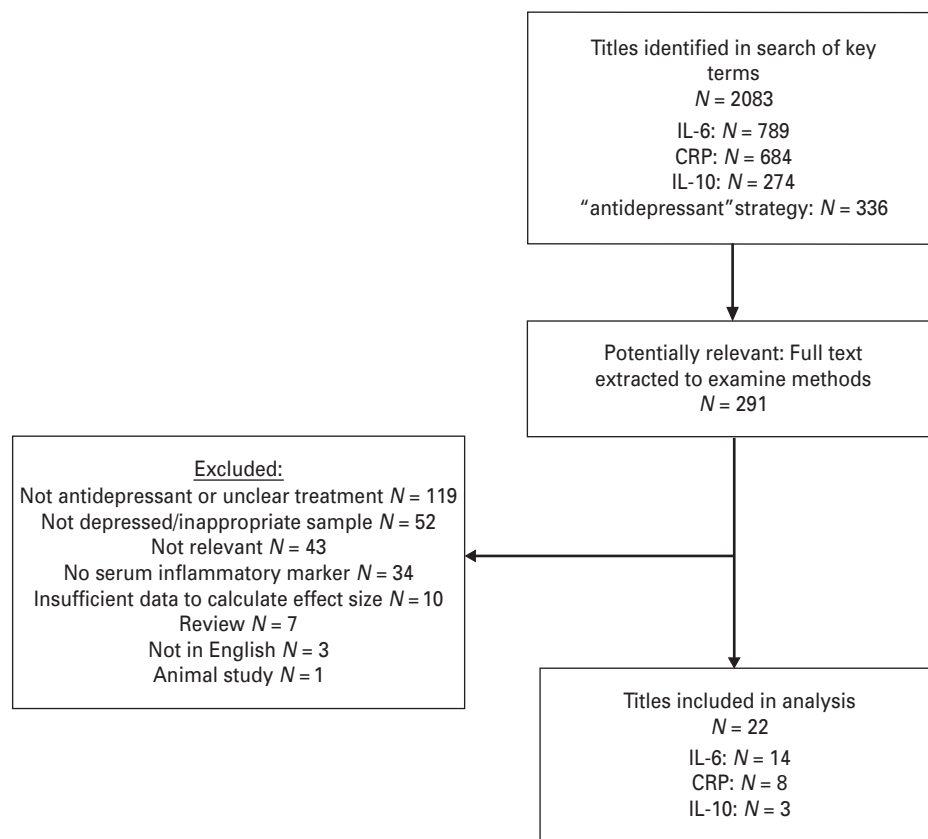 Titles identified in search of key
terms
N = 2083
IL-6: N = 789
CRP: N = 684
IL-10: N = 274
“antidepressant”strategy: N = 336
Potentially relevant: Full text
extracted to examine methods
N = 291
Excluded:
Not antidepressant or unclear treatment N = 119
Not depressed/inappropriate sample N = 52
Not relevant N = 43
No serum inflammatory marker N = 34
Insufficient data to calculate effect size N = 10
Review N = 7
Not in English N = 3
Animal study N = 1
Titles included in analysis
N = 22
IL-6: N = 14
CRP: N = 8
IL-10: N = 3